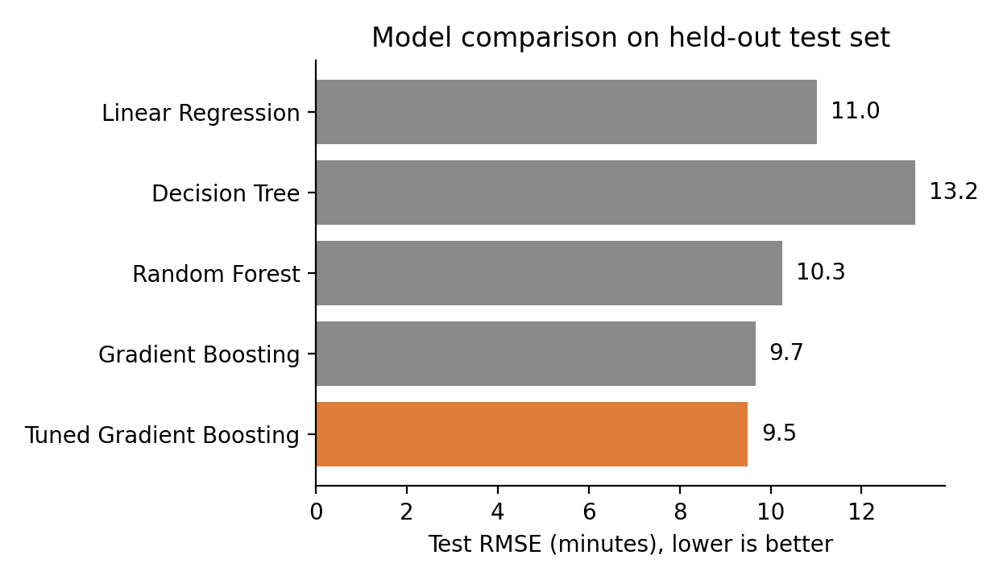 Model comparison on held-out test set
Linear Regression
11.0
Decision Tree
13.2
Random Forest
10.3
Gradient Boosting
9.7
Tuned Gradient Boosting
9.5
0 2 4 6 8 10 12
Test RMSE (minutes), lower is better